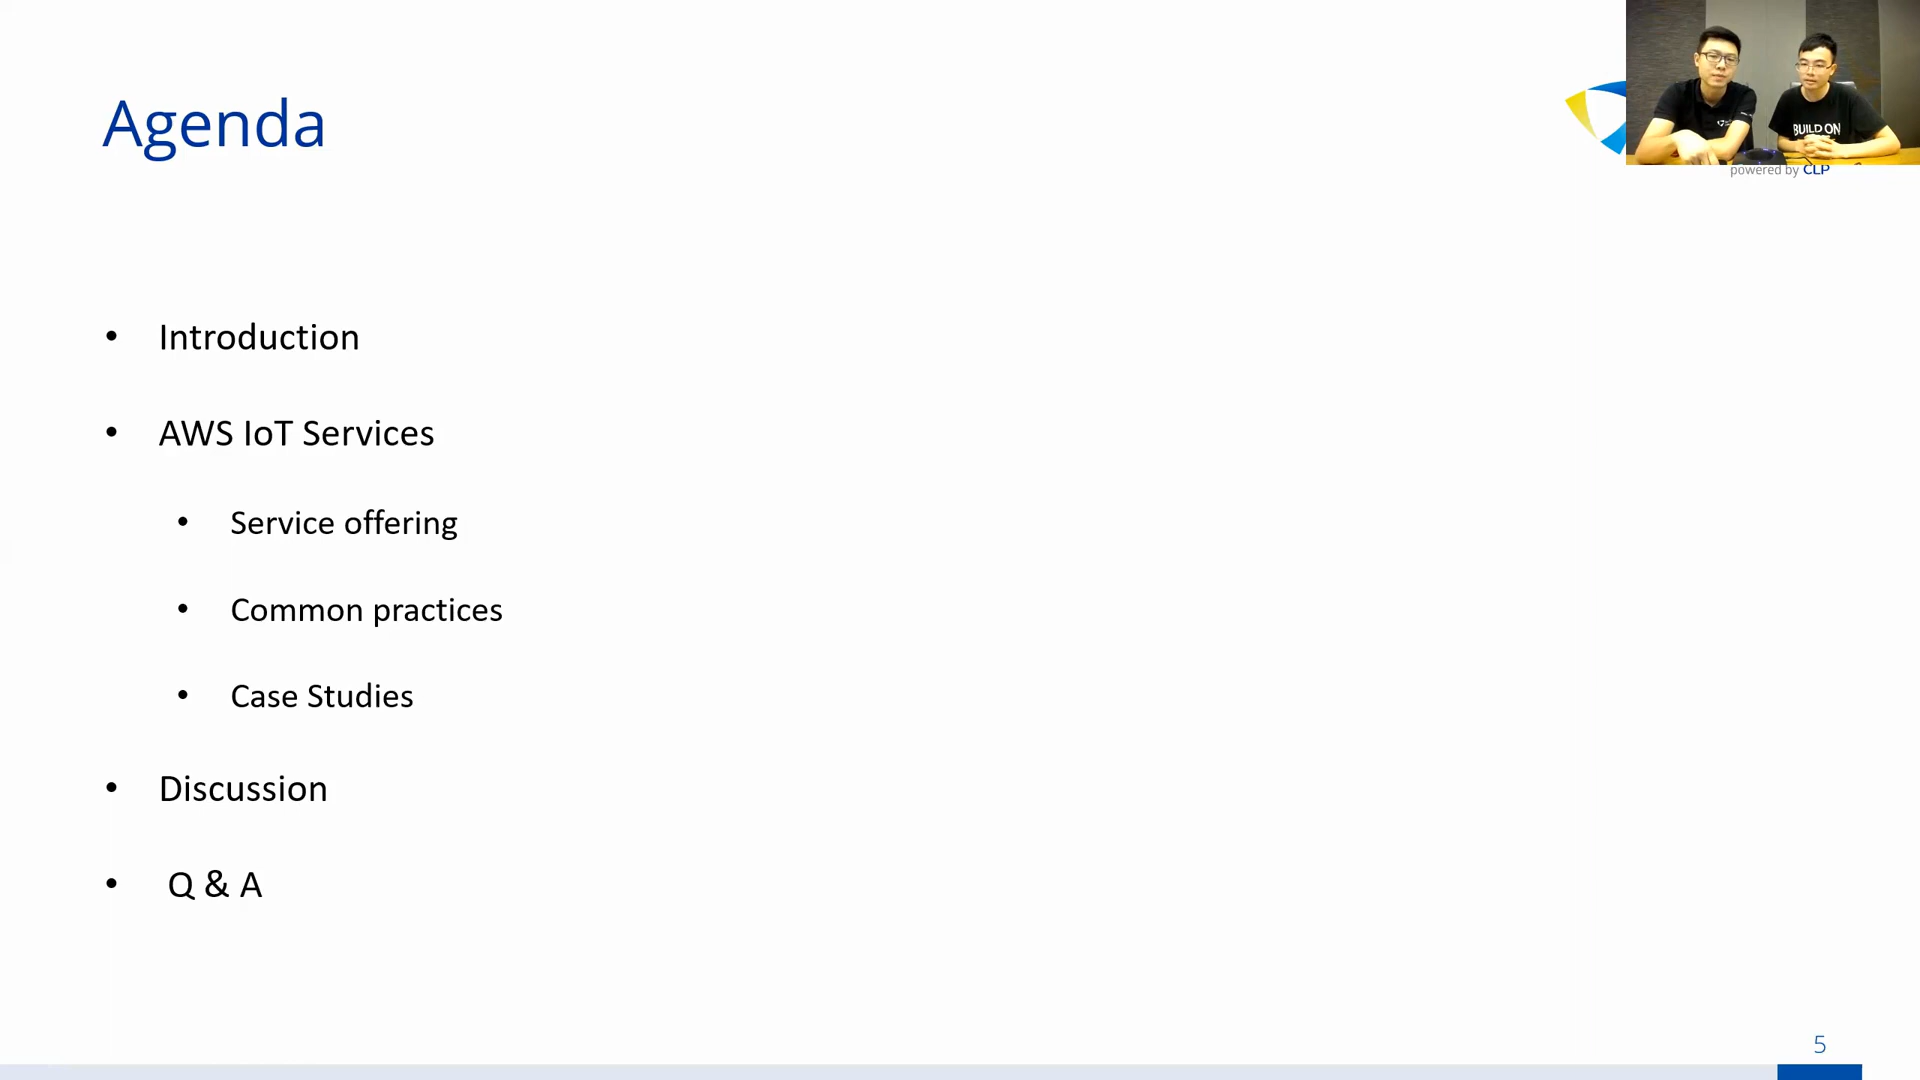 Agenda
BUILD ON
powered by CLP
• Introduction
• AWS IoT Services
• Service offering
• Common practices
• Case Studies
• Discussion
• Q & A
5